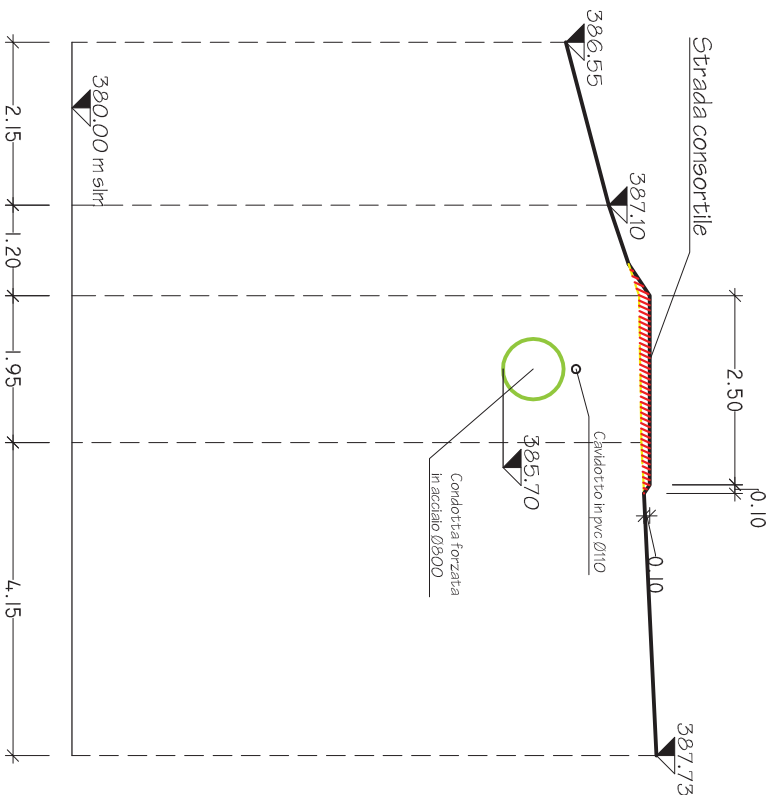 Strada consortile
386.55
387.10
387.73
2.50
0.10
0.10
Cavidotto in pvc Ø110
385.70
Condotta forzata
in acciaio Ø800
380.00 m slm
2.15
1.20
1.95
4.15